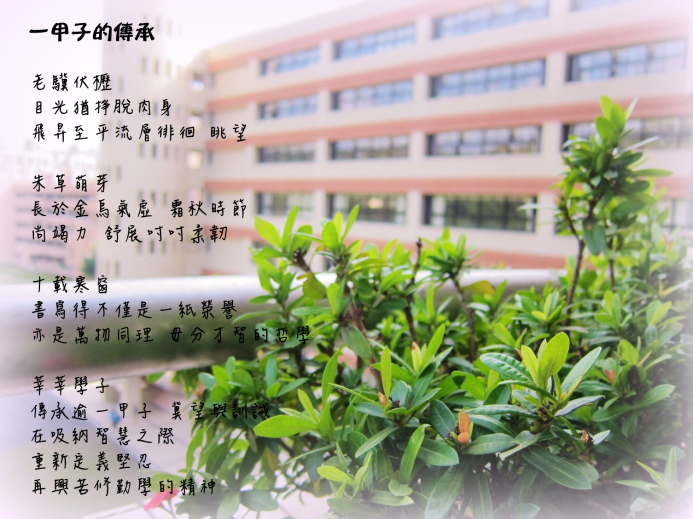 一甲子的傳承
老驥伏櫪
目光猶掙脫肉身
飛昇至平流層徘徊 眺望
朱草萌芽
長於金烏氣虛 霜秋時節
尚竭力 舒展吋吋柔韌
十載寒窗
書寫得不僅是一紙榮譽
亦是萬物同理 毋分才智的哲學
莘莘學子
傳承逾一甲子 冀望與訓誡
在吸納智慧之際
重新定義堅忍
再興苦修勤學的精神